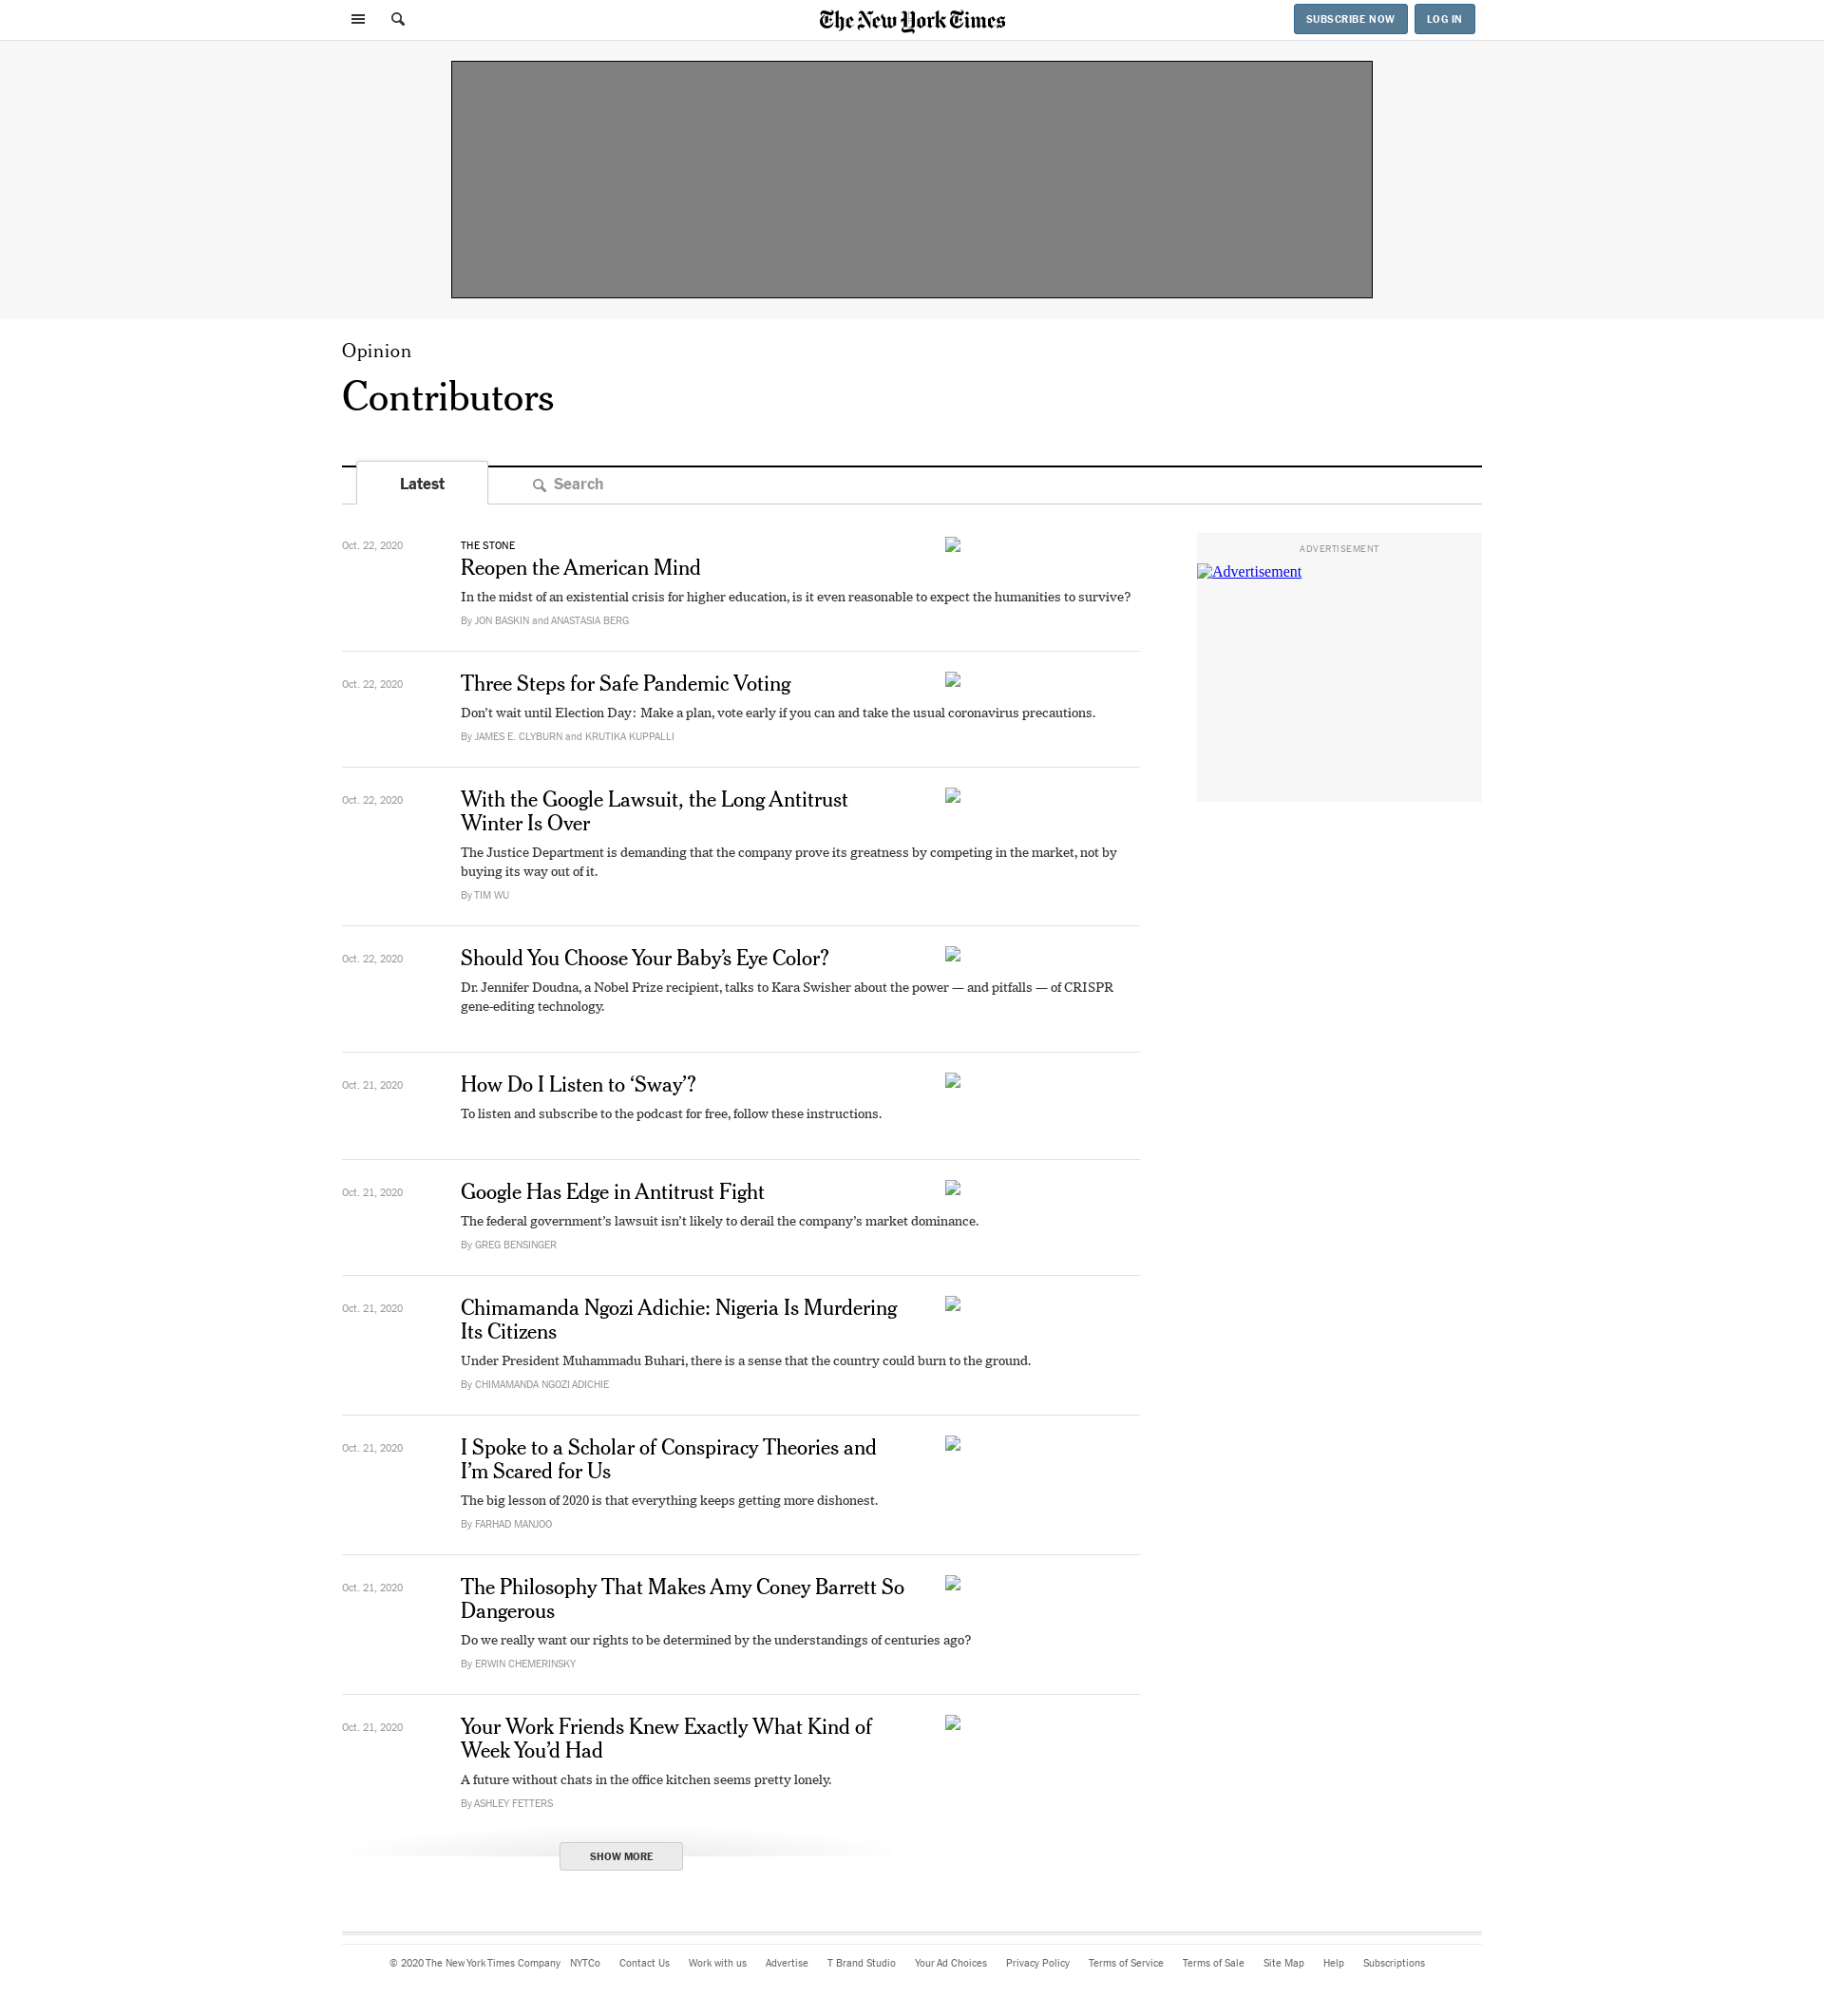 The New York Times
SUBSCRIBE NOW
LOG IN
Opinion
Contributors
Latest
Search
Oct. 22, 2020
THE STONE
Reopen the American Mind
In the midst of an existential crisis for higher education, is it even reasonable to expect the humanities to survive?
By JON BASKIN and ANASTASIA BERG
ADVERTISEMENT
Advertisement
Oct. 22, 2020
Three Steps for Safe Pandemic Voting
Don’t wait until Election Day: Make a plan, vote early if you can and take the usual coronavirus precautions.
By JAMES E. CLYBURN and KRUTIKA KUPPALLI
Oct. 22, 2020
With the Google Lawsuit, the Long Antitrust
Winter Is Over
The Justice Department is demanding that the company prove its greatness by competing in the market, not by
buying its way out of it.
By TIM WU
Oct. 22, 2020
Should You Choose Your Baby’s Eye Color?
Dr. Jennifer Doudna, a Nobel Prize recipient, talks to Kara Swisher about the power — and pitfalls — of CRISPR
gene-editing technology.
Oct. 21, 2020
How Do I Listen to ‘Sway’?
To listen and subscribe to the podcast for free, follow these instructions.
Oct. 21, 2020
Google Has Edge in Antitrust Fight
The federal government’s lawsuit isn’t likely to derail the company’s market dominance.
By GREG BENSINGER
Oct. 21, 2020
Chimamanda Ngozi Adichie: Nigeria Is Murdering
Its Citizens
Under President Muhammadu Buhari, there is a sense that the country could burn to the ground.
By CHIMAMANDA NGOZI ADICHIE
Oct. 21, 2020
I Spoke to a Scholar of Conspiracy Theories and
I’m Scared for Us
The big lesson of 2020 is that everything keeps getting more dishonest.
By FARHAD MANJOO
Oct. 21, 2020
The Philosophy That Makes Amy Coney Barrett So
Dangerous
Do we really want our rights to be determined by the understandings of centuries ago?
By ERWIN CHEMERINSKY
Oct. 21, 2020
Your Work Friends Knew Exactly What Kind of
Week You’d Had
A future without chats in the office kitchen seems pretty lonely.
By ASHLEY FETTERS
SHOW MORE
© 2020 The New York Times Company NYTCo Contact Us Work with us Advertise T Brand Studio Your Ad Choices Privacy Policy Terms of Service Terms of Sale Site Map Help Subscriptions